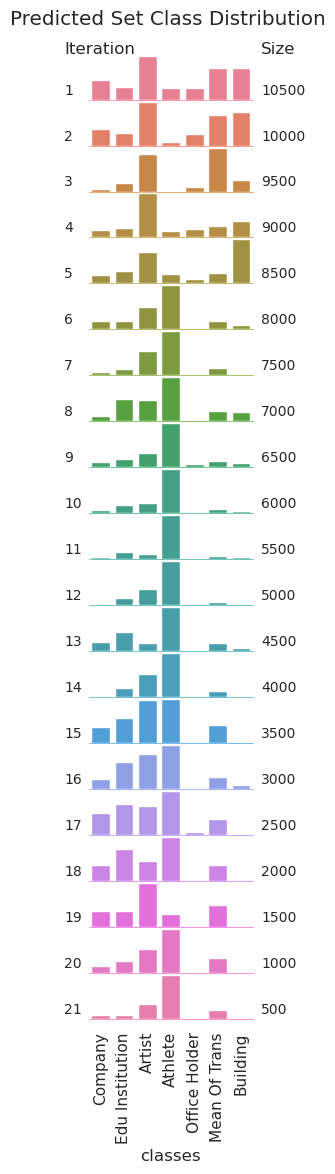 Predicted Set Class Distribution
Iteration Size
1 10500
2 10000
3 9500
4 9000
5 8500
6 8000
7 7500
8 7000
9 6500
10 6000
11 5500
12 5000
13 4500
14 4000
15 3500
16 3000
17 2500
18 2000
19 1500
20 1000
21 500
Company
Edu Institution
Artist
Athlete
Office Holder
Mean Of Trans
Building
classes